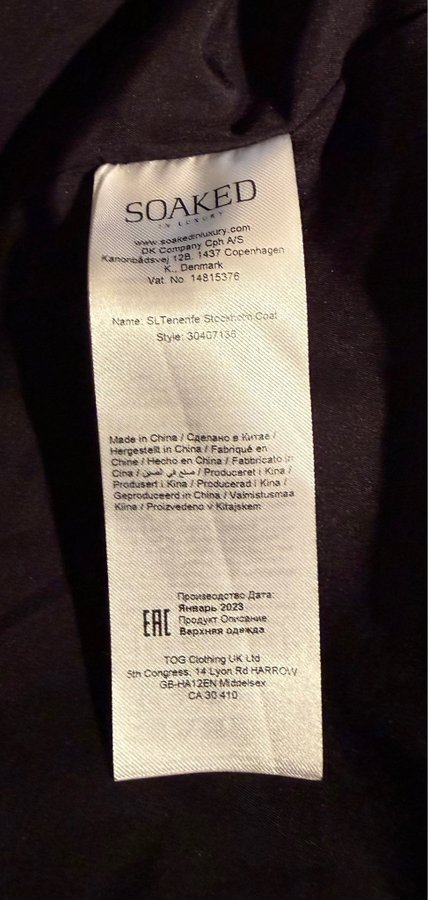 SOAKED
IN LUXURY
www.soakedinluxury.com
DK Company Cph A/S
Kanonbådsvej 12B. 1437 Copenhagen
K., Denmark
Vat. No. 14815376
Name: SLTenerife Stockholm Coat
Style: 30407135
Made in China / Сделано в Китае /
Hergestellt in China / Fabriqué en
Chine / Hecho en China / Fabbricato in
Cina / صنع في الصين / Produceret i Kina /
Produsert i Kina / Producerad i Kina /
Geproduceerd in China / Valmistusmaa
Kiina / Proizvedeno v Kitajskem
Производство Дата:
Январь 2023
EAC Продукт Описание
Верхняя одежда
TOG Clothing UK Ltd
5th Congress, 14 Lyon Rd HARROW
GB-HA12EN Middelsex
CA 30 410